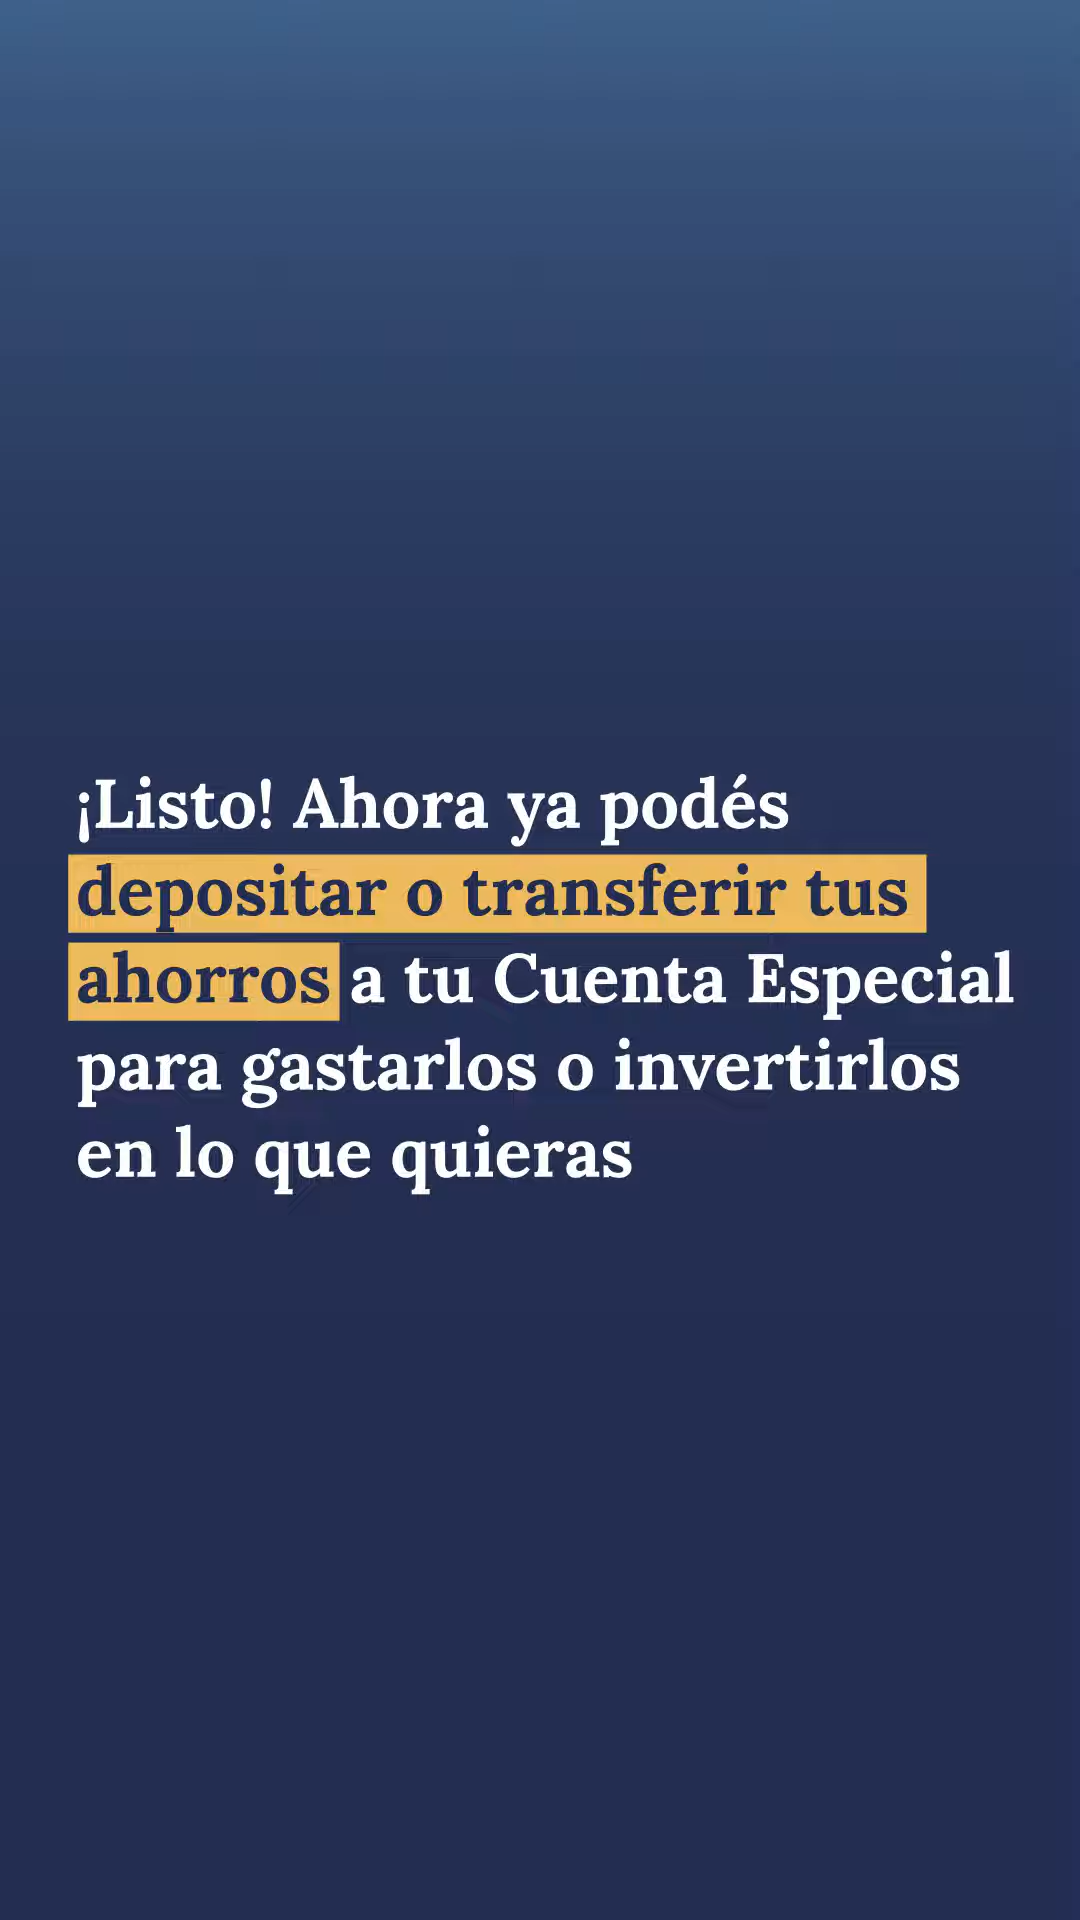 ¡Listo! Ahora ya podés
depositar o transferir tus
ahorros a tu Cuenta Especial
para gastarlos o invertirlos
en lo que quieras